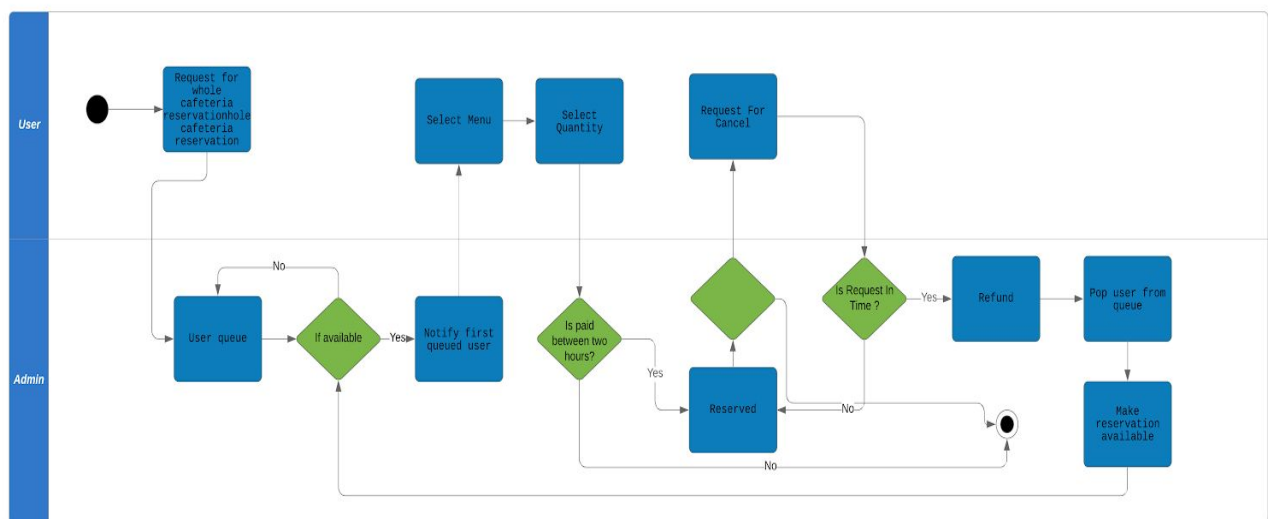 User
Request for
whole
cafeteria
reservationhole
cafeteria
reservation
Select Menu
Select
Quantity
Request For
Cancel
Admin
User queue
No
If available
Yes
Notify first
queued user
Is paid
between two
hours?
Yes
No
Reserved
Is Request In
Time ?
No
Yes
Refund
Pop user from
queue
Make
reservation
available